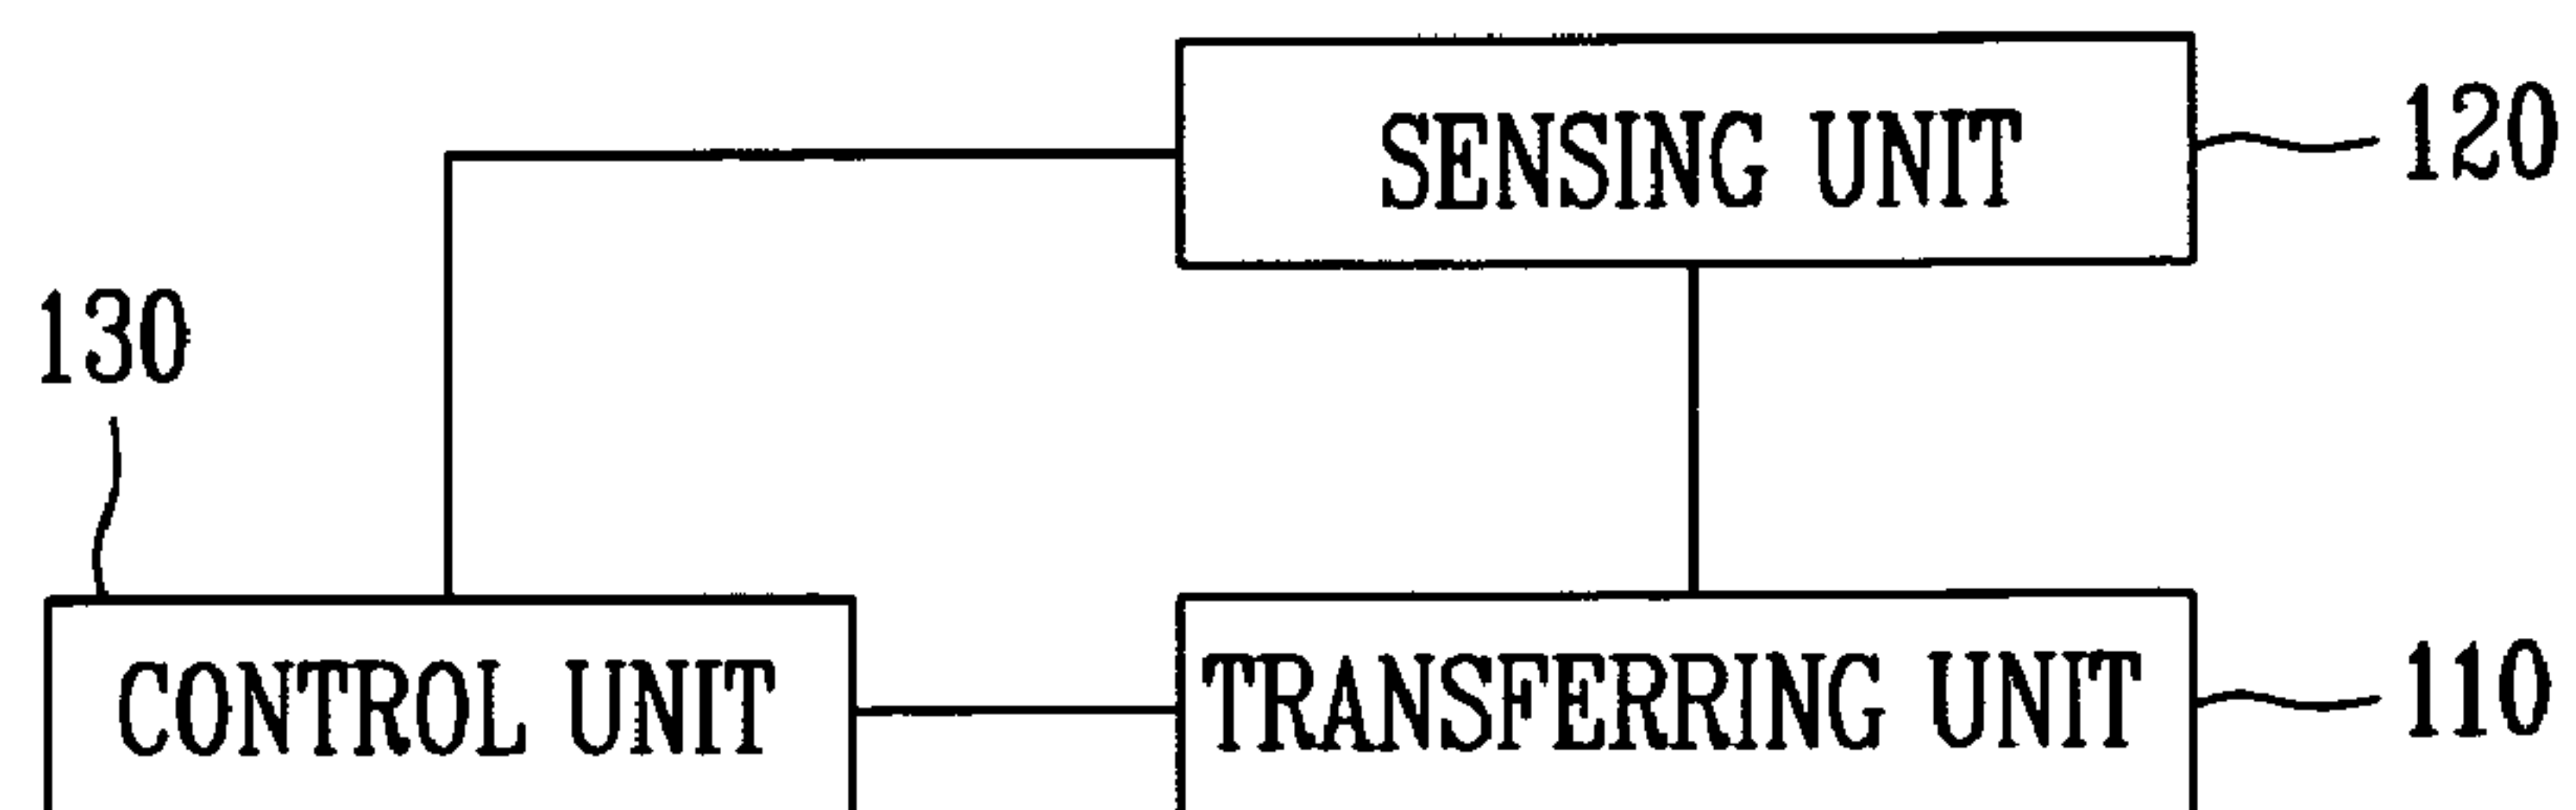 SENSING UNIT
120
130
CONTROL UNIT
TRANSFERRING UNIT
110